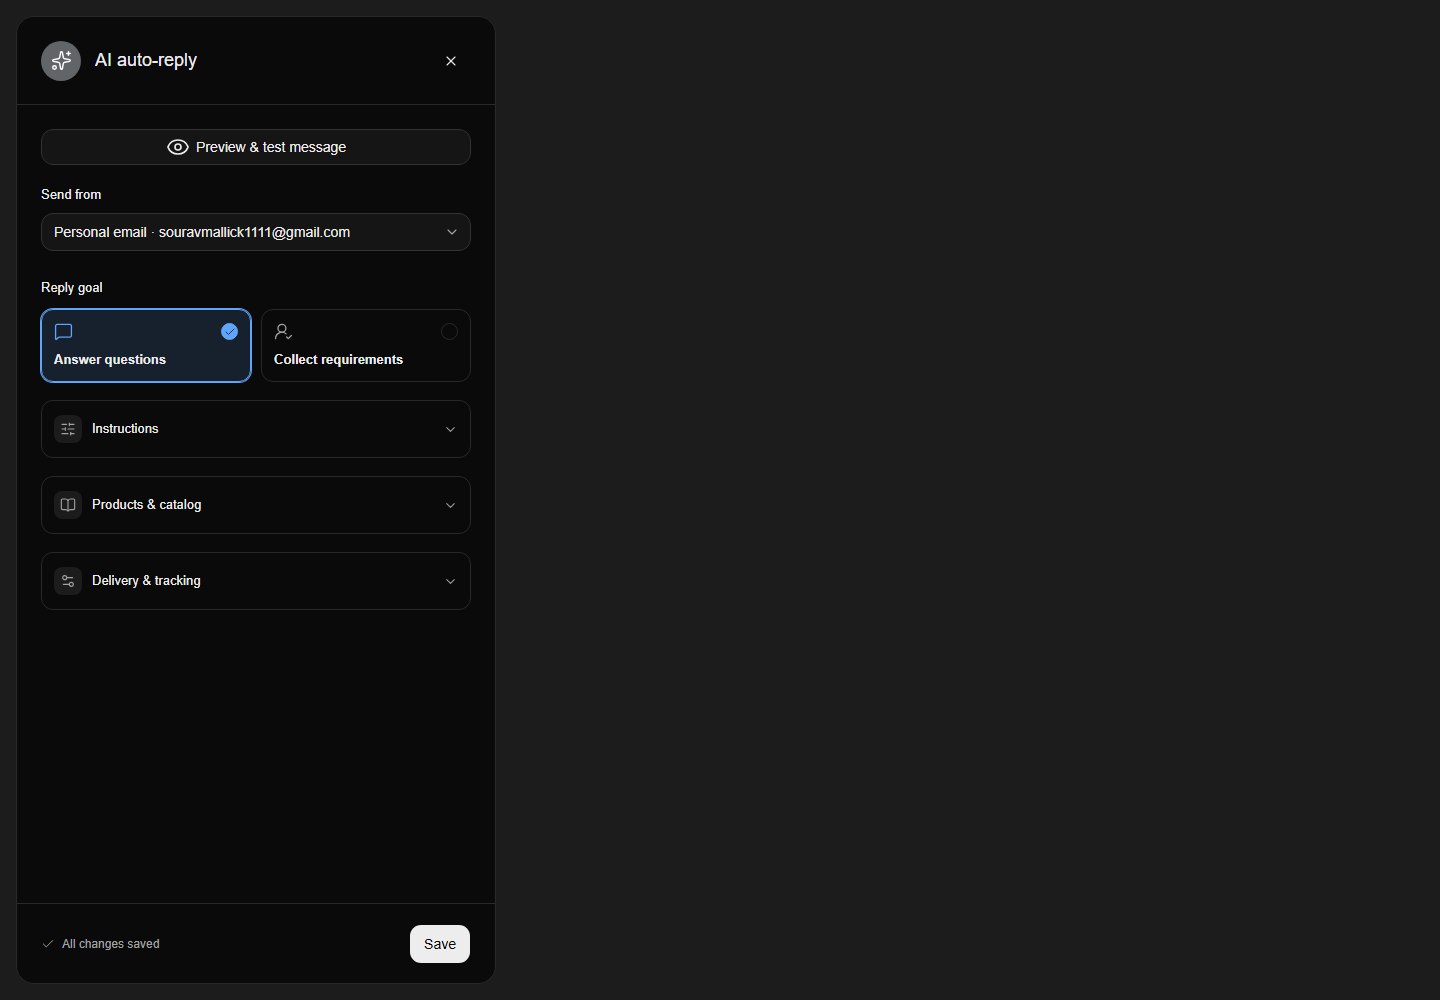 AI auto-reply
Preview & test message
Send from
Personal email · souravmallick1111@gmail.com
Reply goal
Answer questions
Collect requirements
Instructions
Products & catalog
Delivery & tracking
All changes saved
Save